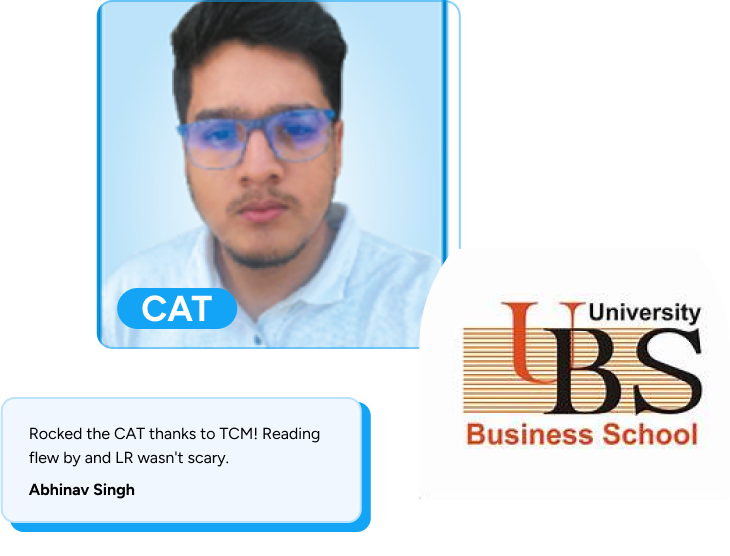 CAT
University
UBS
Business School
Rocked the CAT thanks to TCM! Reading
flew by and LR wasn't scary.
Abhinav Singh